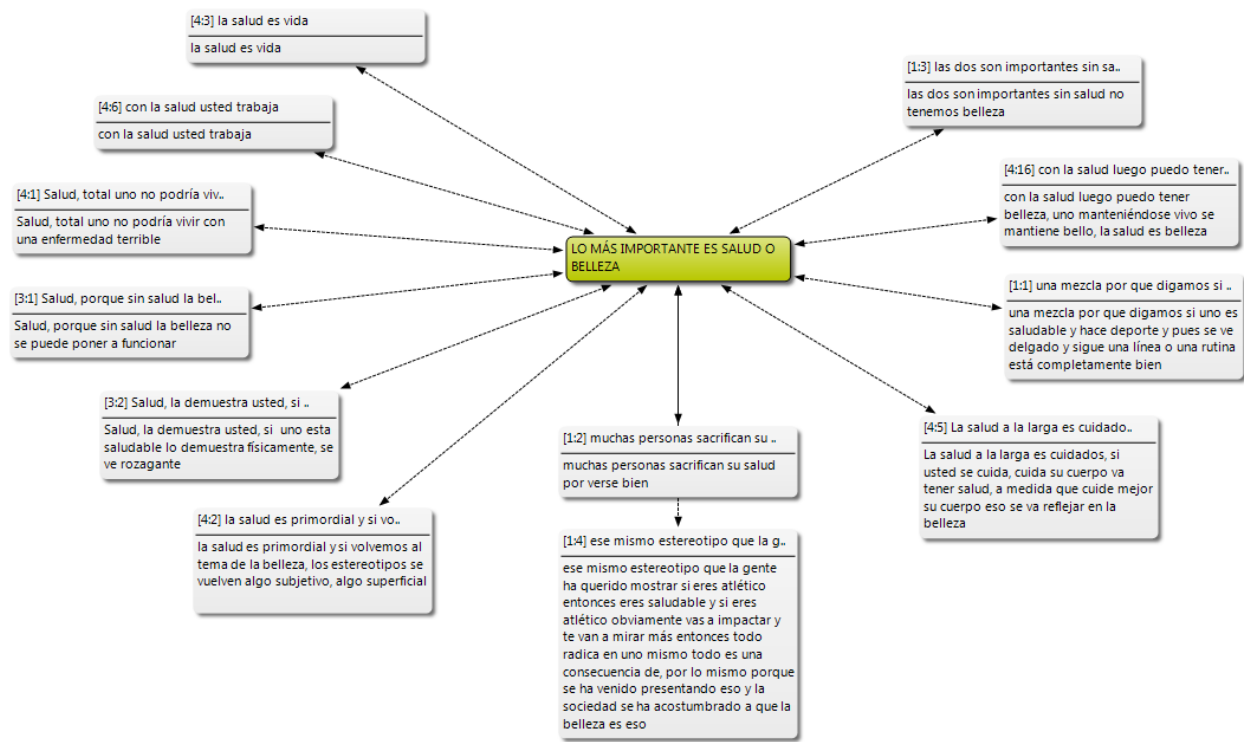 [4:3] la salud es vida
la salud es vida
[1:3] las dos son importantes sin sa..
las dos son importantes sin salud no
tenemos belleza
[4:6] con la salud usted trabaja
con la salud usted trabaja
[4:16] con la salud luego puedo tener..
con la salud luego puedo tener
belleza, uno manteniéndose vivo se
mantiene bello, la salud es belleza
[4:1] Salud, total uno no podría viv..
Salud, total uno no podría vivir con
una enfermedad terrible
LO MÁS IMPORTANTE ES SALUD O
BELLEZA
[3:1] Salud, porque sin salud la bel..
Salud, porque sin salud la belleza no
se puede poner a funcionar
[1:1] una mezcla por que digamos si ..
una mezcla por que digamos si uno es
saludable y hace deporte y pues se ve
delgado y sigue una línea o una rutina
está completamente bien
[3:2] Salud, la demuestra usted, si ..
Salud, la demuestra usted, si uno esta
saludable lo demuestra físicamente, se
ve rozagante
[1:2] muchas personas sacrifican su ..
muchas personas sacrifican su salud
por verse bien
[4:5] La salud a la larga es cuidado..
La salud a la larga es cuidados, si
usted se cuida, cuida su cuerpo va
tener salud, a medida que cuide mejor
su cuerpo eso se va reflejar en la
belleza
[4:2] la salud es primordial y si vo..
la salud es primordial y si volvemos al
tema de la belleza, los estereotipos se
vuelven algo subjetivo, algo superficial
[1:4] ese mismo estereotipo que la g..
ese mismo estereotipo que la gente
ha querido mostrar si eres atlético
entonces eres saludable y si eres
atlético obviamente vas a impactar y
te van a mirar más entonces todo
radica en uno mismo todo es una
consecuencia de, por lo mismo porque
se ha venido presentando eso y la
sociedad se ha acostumbrado a que la
belleza es eso